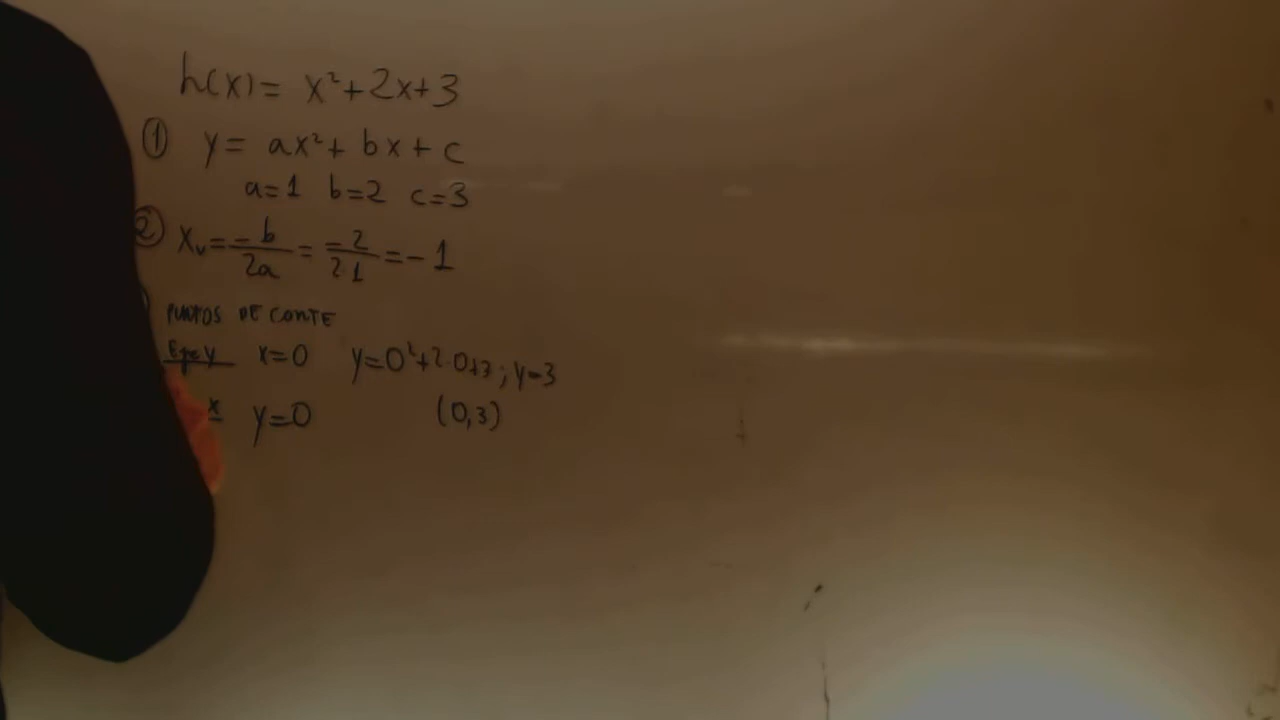 h(x) = x²+2x+3
① y = ax²+ bx + c
a=1 b=2 c=3
② Xᵥ = -b/2a = -2/2·1 = -1
PUNTOS DE CORTE
Eje y x=0 y=0²+2·0+3 ; y=3
x y=0 (0,3)